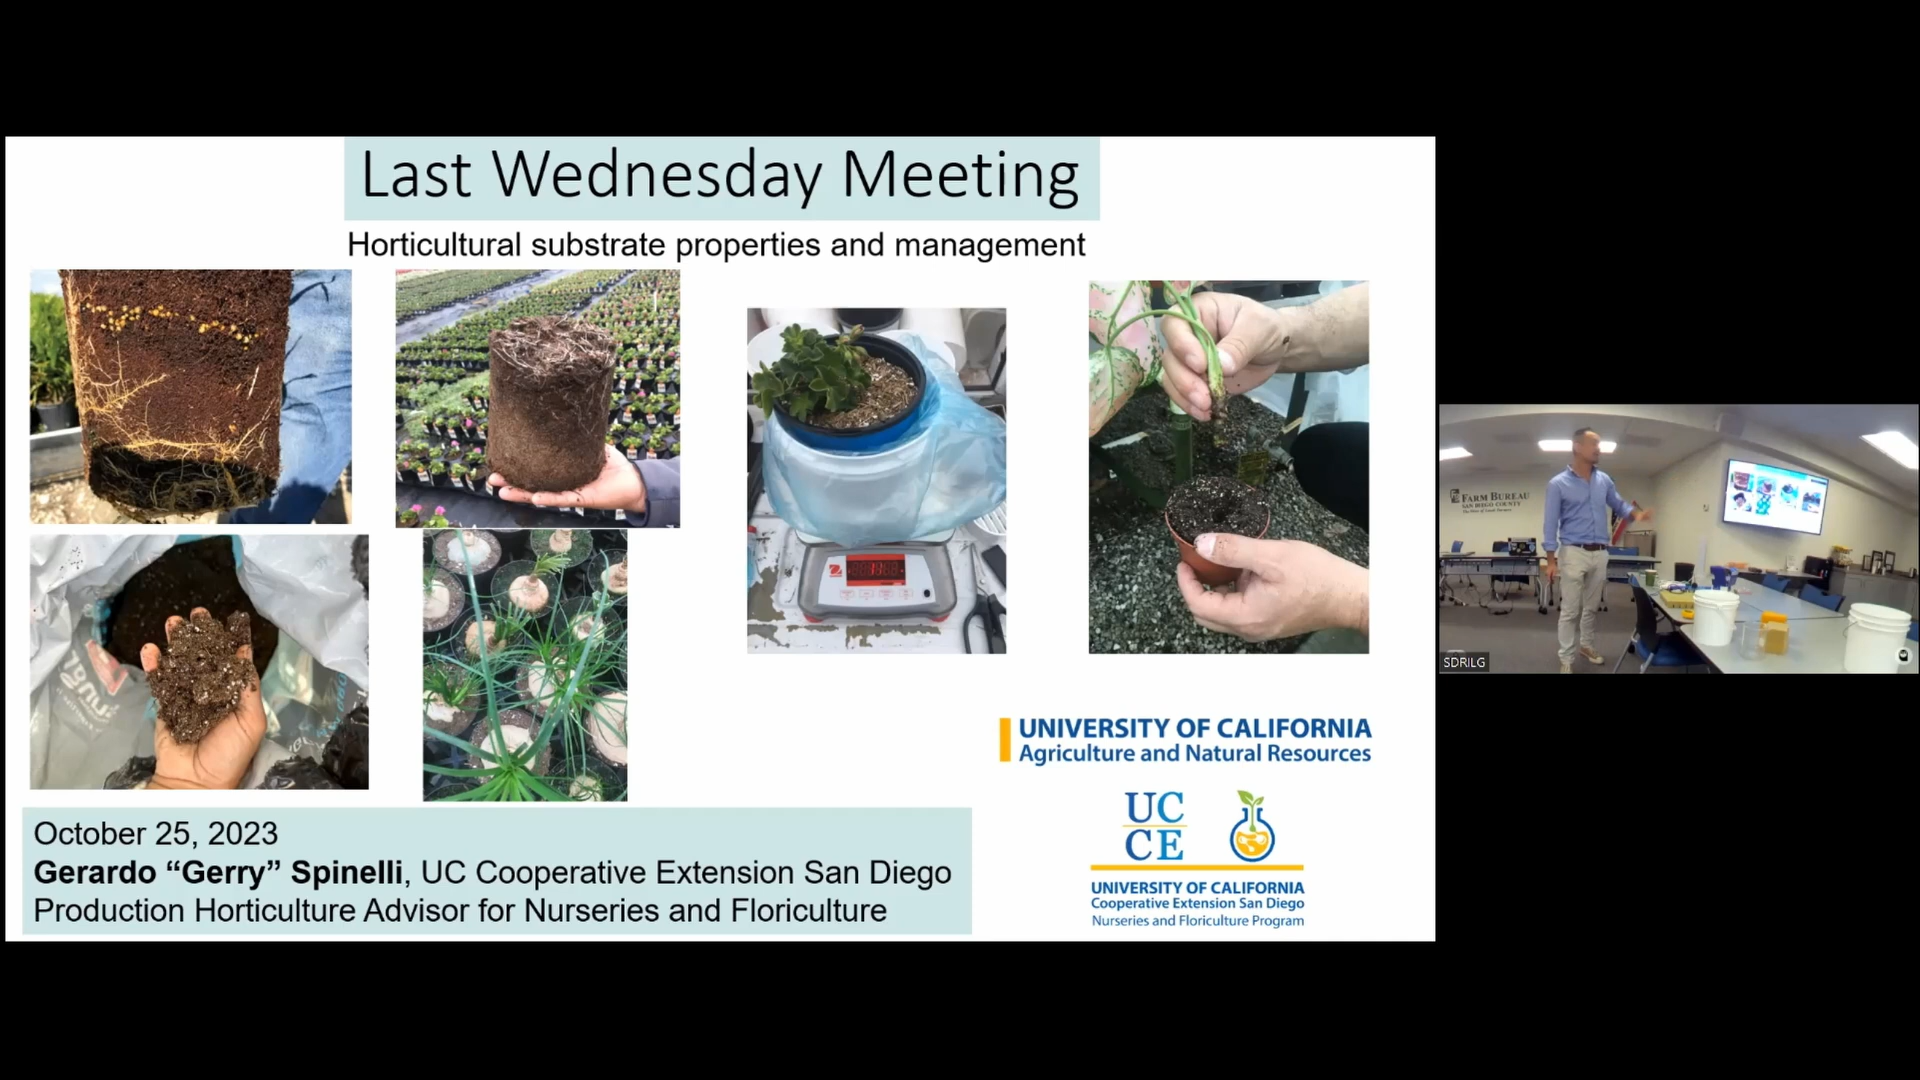 Last Wednesday Meeting
Horticultural substrate properties and management
October 25, 2023
Gerardo “Gerry” Spinelli, UC Cooperative Extension San Diego
Production Horticulture Advisor for Nurseries and Floriculture
UNIVERSITY OF CALIFORNIA
Agriculture and Natural Resources
UC
CE
UNIVERSITY OF CALIFORNIA
Cooperative Extension San Diego
Nurseries and Floriculture Program
FARM BUREAU
SAN DIEGO COUNTY
SDRILG